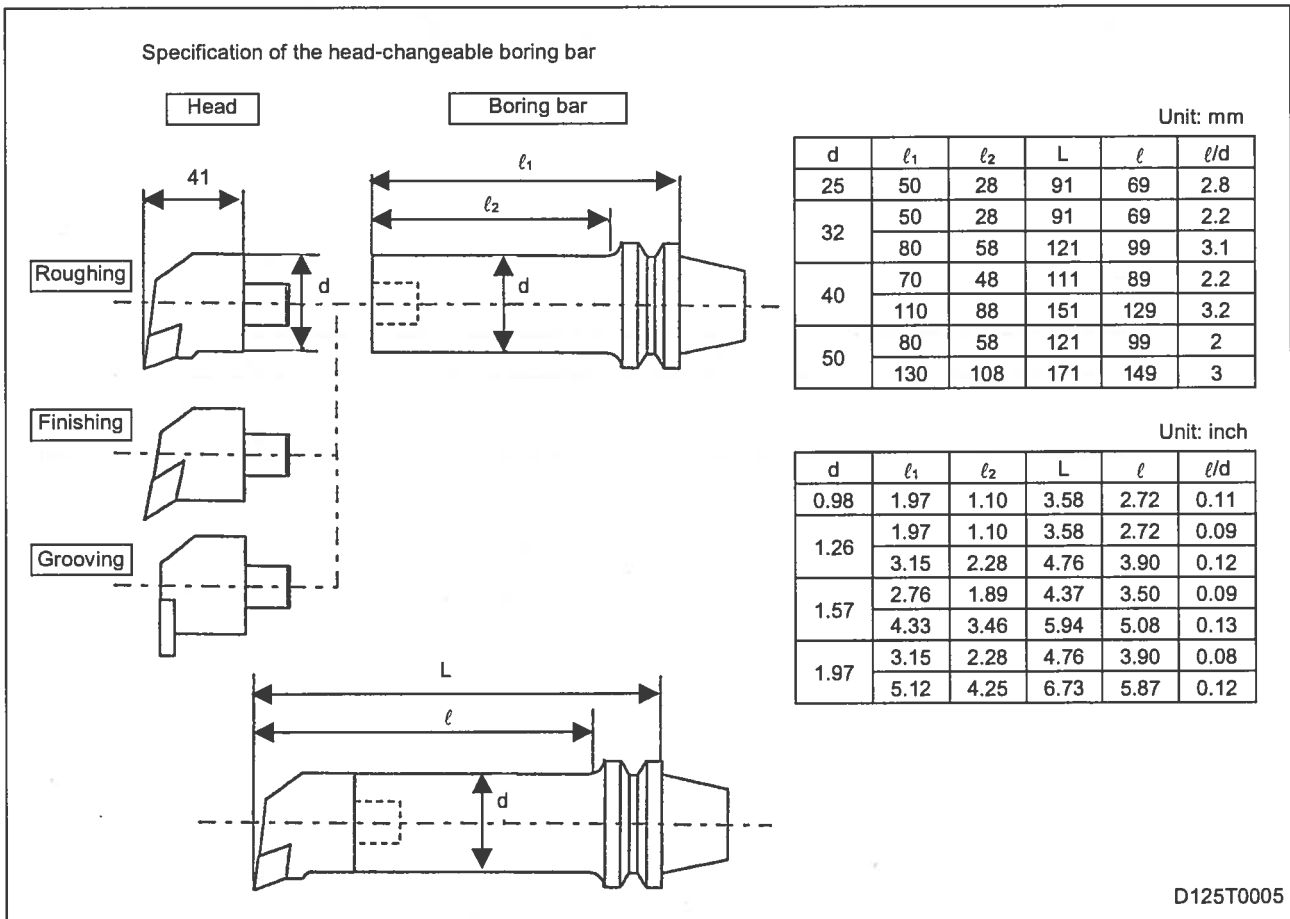 Specification of the head-changeable boring bar
Head
Boring bar
41
ℓ1
ℓ2
Roughing
d
d
Finishing
Grooving
L
ℓ
d
Unit: mm
d ℓ1 ℓ2 L ℓ ℓ/d
25 50 28 91 69 2.8
32 50 28 91 69 2.2
80 58 121 99 3.1
40 70 48 111 89 2.2
110 88 151 129 3.2
50 80 58 121 99 2
130 108 171 149 3
Unit: inch
d ℓ1 ℓ2 L ℓ ℓ/d
0.98 1.97 1.10 3.58 2.72 0.11
1.26 1.97 1.10 3.58 2.72 0.09
3.15 2.28 4.76 3.90 0.12
1.57 2.76 1.89 4.37 3.50 0.09
4.33 3.46 5.94 5.08 0.13
1.97 3.15 2.28 4.76 3.90 0.08
5.12 4.25 6.73 5.87 0.12
D125T0005